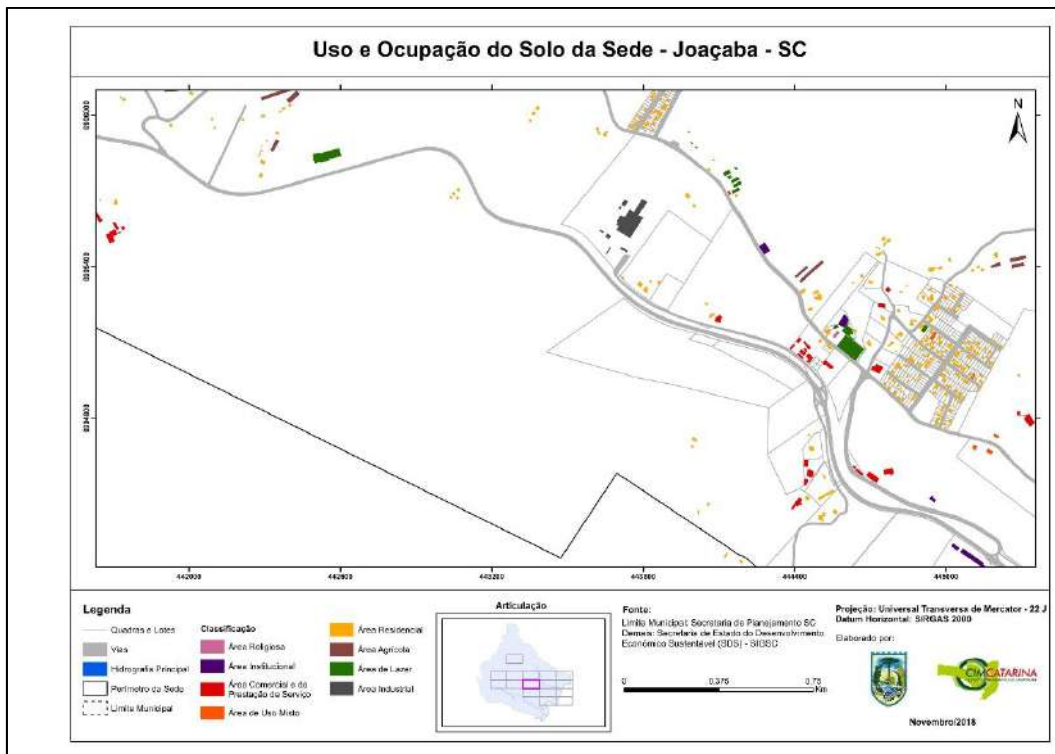 Uso e Ocupação do Solo da Sede - Joaçaba - SC
N
442000
442600
443200
443800
444400
445000
Legenda
Quadras e Lotes
Vias
Hidrografia Principal
Perímetro da Sede
Limite Municipal
Classificação
Área Religiosa
Área Institucional
Área Comercial e de
Prestação de Serviço
Área de Uso Misto
Área Residencial
Área Agrícola
Área de Lazer
Área Industrial
Articulação
Fonte:
Limite Municipal: Secretaria de Planejamento SC
Demais: Secretaria de Estado do Desenvolvimento
Econômico Sustentável (SDS) - SIGSC
0
0,375
0,75
Km
Projeção: Universal Transversa de Mercator - 22 J
Datum Horizontal: SIRGAS 2000
Elaborado por:
CIMCATARINA
Novembro/2018